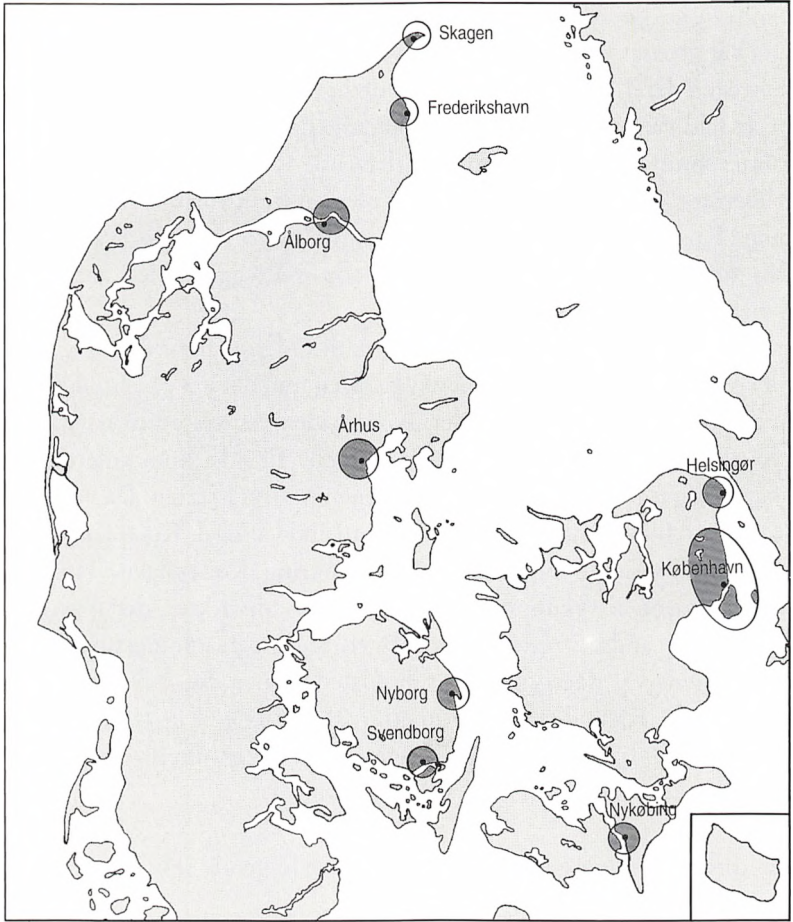 Skagen
Frederikshavn
Ålborg
Århus
Helsingør
København
Nyborg
Svendborg
Nykøbing